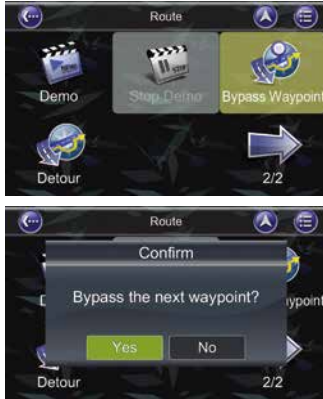 Route
Demo
Stop Demo
Bypass Waypoint
Detour
2/2
Route
Confirm
Bypass the next waypoint?
ypoint
Yes
No
Detour
2/2